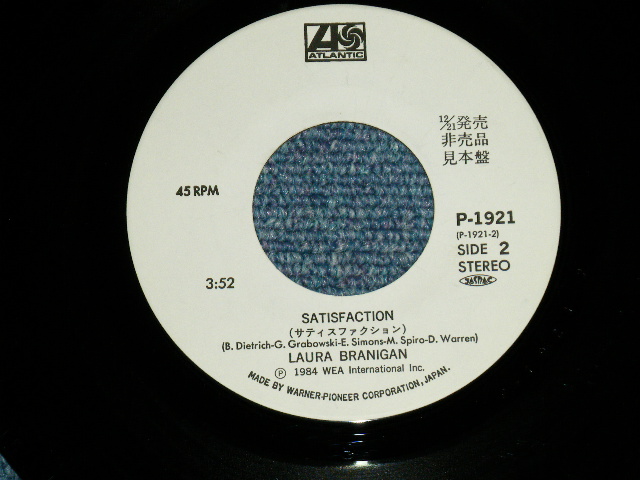 ATLANTIC
12/21発売
非売品
見本盤
45 RPM
P-1921
(P-1921-2)
SIDE 2
STEREO
JASRAC
3:52
SATISFACTION
(サティスファクション)
(B. Dietrich-G. Grabowski-E. Simons-M. Spiro-D. Warren)
LAURA BRANIGAN
Ⓟ 1984 WEA International Inc.
MADE BY WARNER-PIONEER CORPORATION, JAPAN.